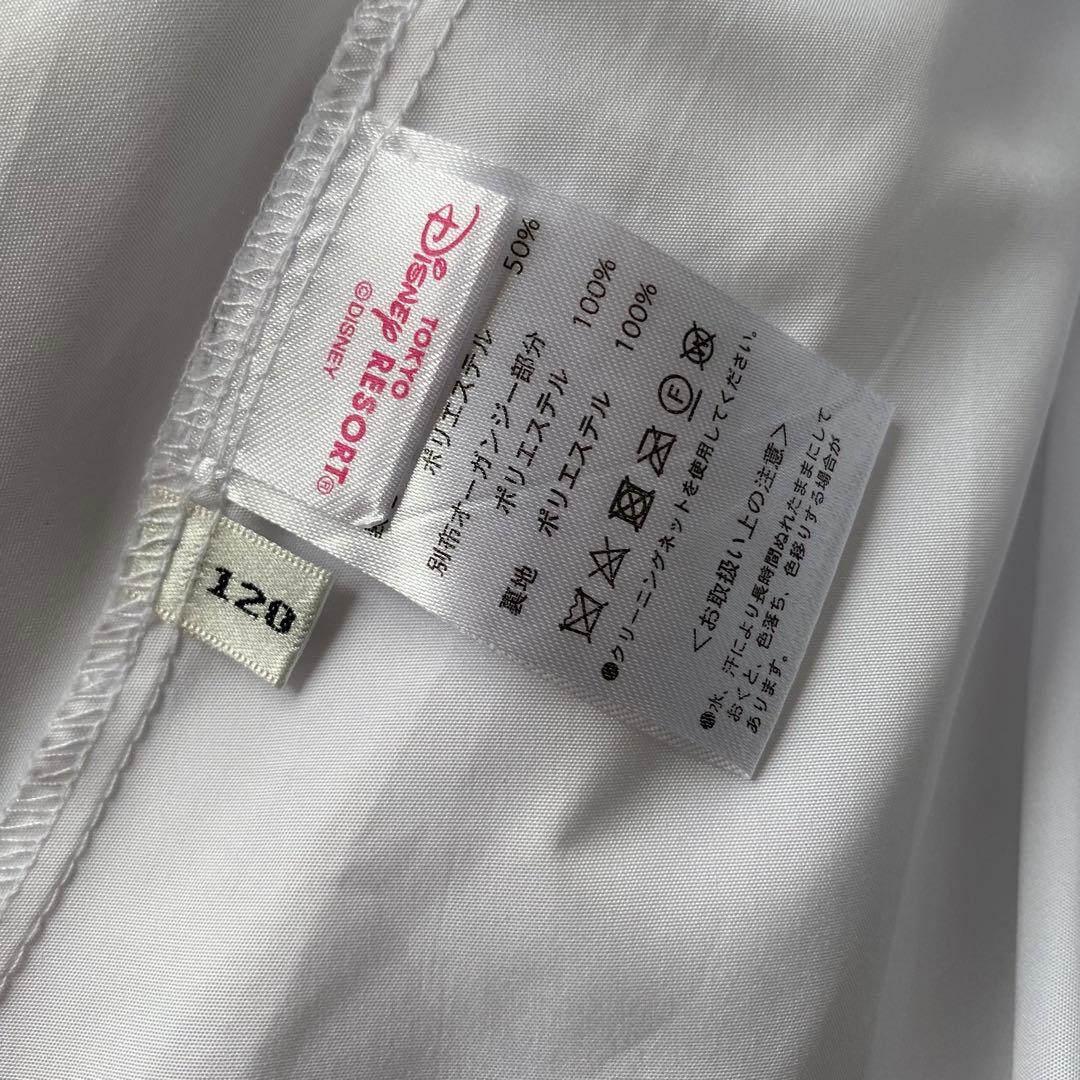 TOKYO
DISNEY RESORT®
©DISNEY
120
ポリエステル 50%
別布オーガンジー部分
ポリエステル 100%
裏地 ポリエステル 100%
F
●クリーニングネットを使用してください。
<お取扱い上の注意>
●水、汗により長時間ぬれたままにして
おくと、色落ち、色移りする場合が
あります。